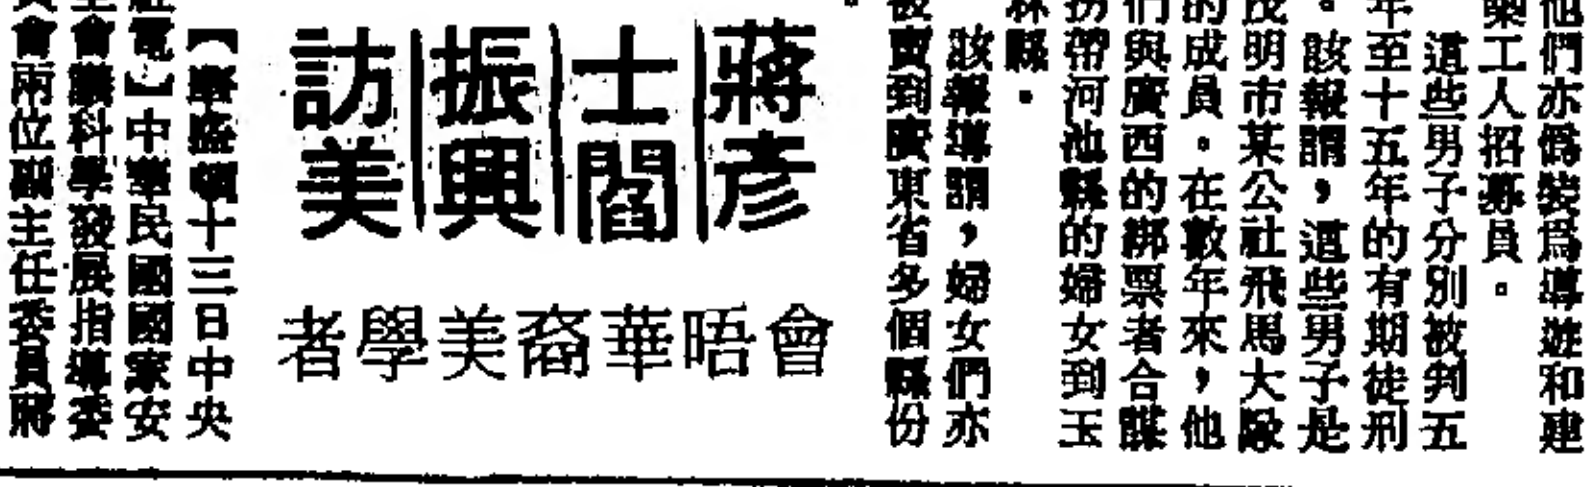 他們亦僞裝爲導遊和建
築工人招募員。
這些男子分別被判五
年至十五年的有期徒刑
。該報謂，這些男子是
茂明市某公社飛馬大隊
的成員。在數年來，他
們與廣西的綁票者合謀
拐帶河池縣的婦女到玉
林縣。
該報導謂，婦女們亦
被賣到廣東省多個縣份
。
蔣彦
士閻
振興
訪美
會晤華裔美學者
【華盛頓十三日中央
社電】中華民國國家安
全會議科學發展指導委
員會兩位副主任委員蔣